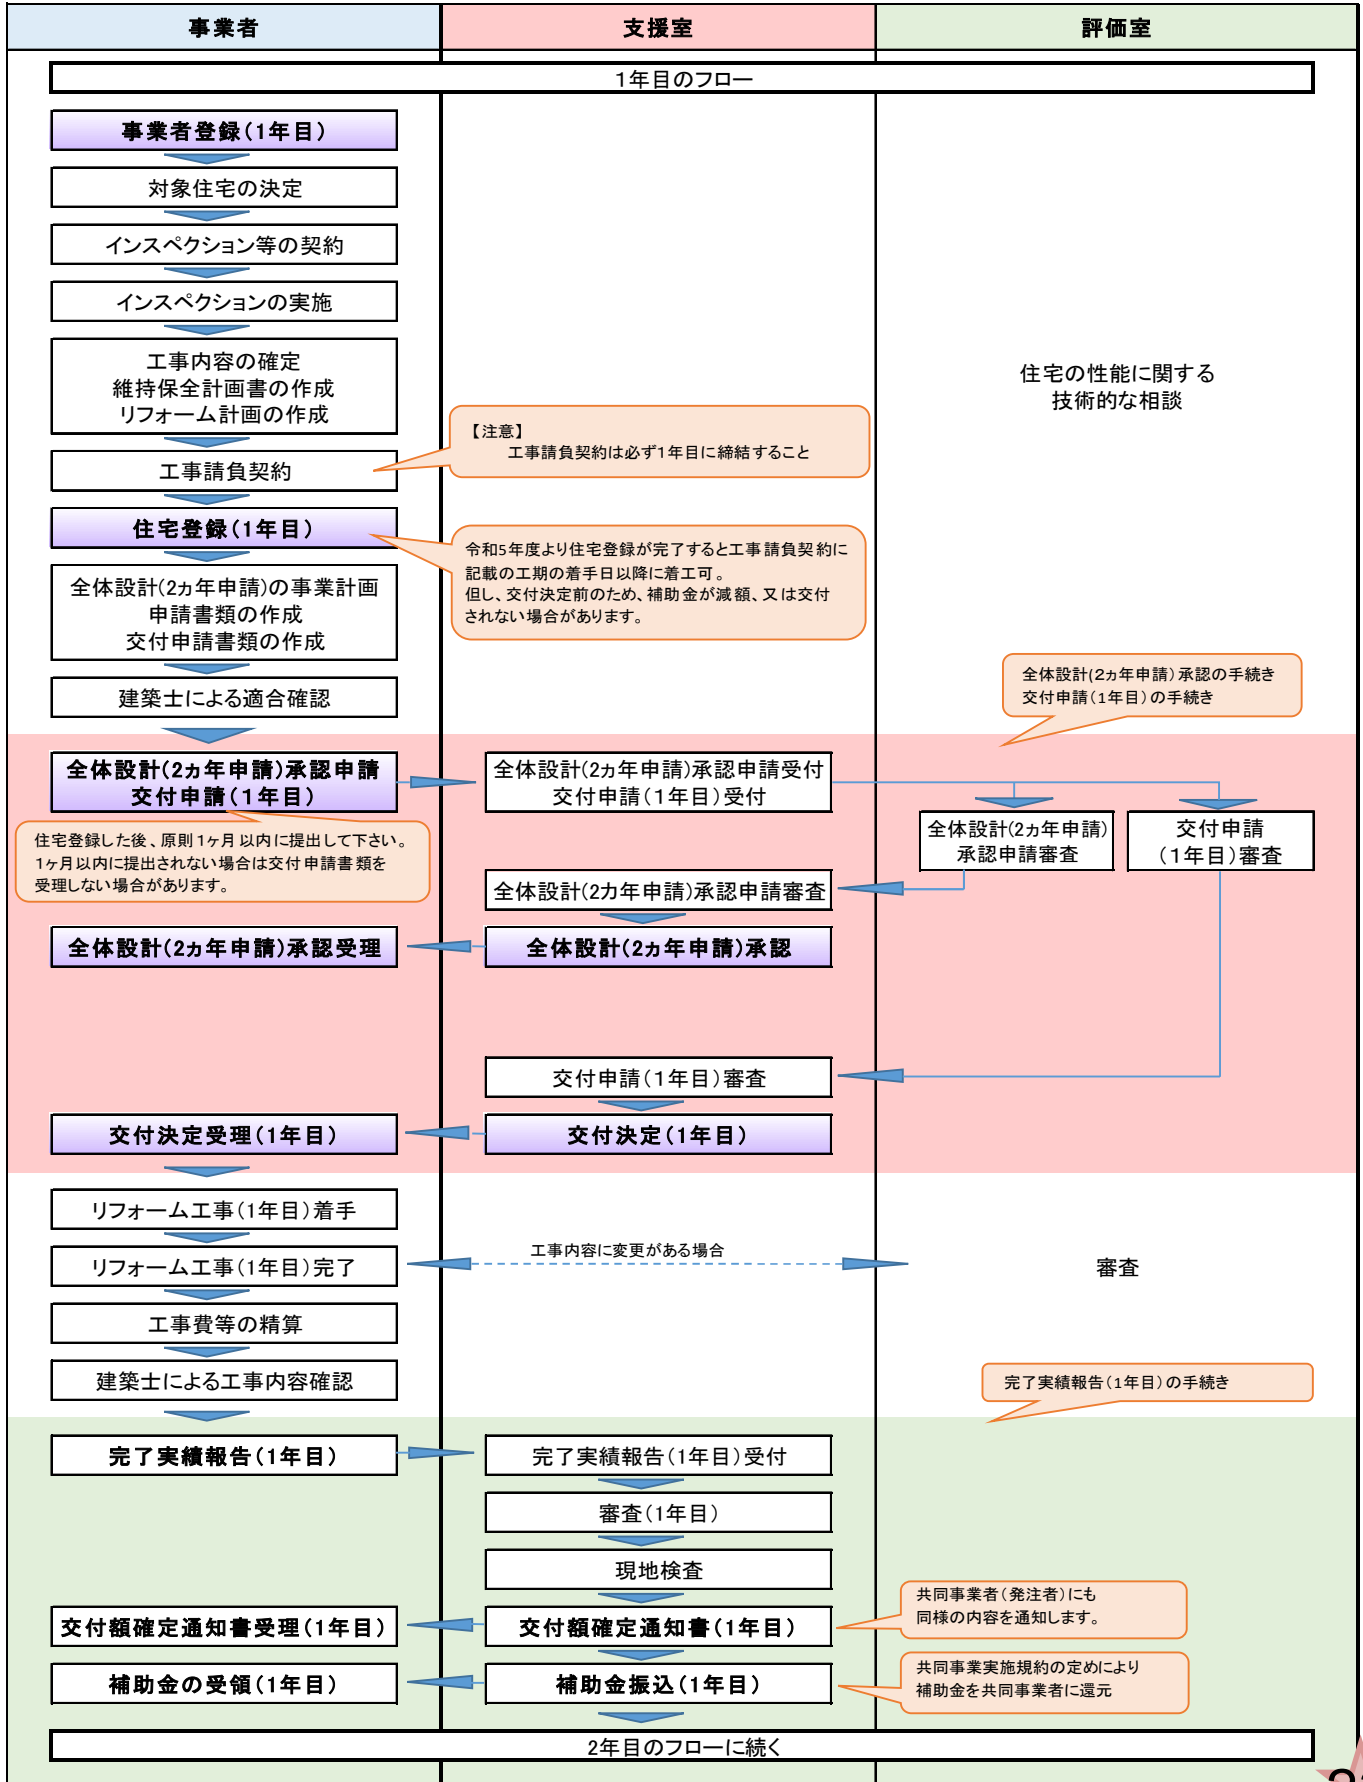 事業者
支援室
評価室
1年目のフロー
事業者登録(1年目)
対象住宅の決定
インスペクション等の契約
インスペクションの実施
工事内容の確定
維持保全計画書の作成
リフォーム計画の作成
住宅の性能に関する
技術的な相談
【注意】
工事請負契約は必ず1年目に締結すること
工事請負契約
住宅登録(1年目)
令和5年度より住宅登録が完了すると工事請負契約に
記載の工期の着手日以降に着工可。
但し、交付決定前のため、補助金が減額、又は交付
されない場合があります。
全体設計(2ヵ年申請)の事業計画
申請書類の作成
交付申請書類の作成
建築士による適合確認
全体設計(2ヵ年申請)承認の手続き
交付申請(1年目)の手続き
全体設計(2ヵ年申請)承認申請
交付申請(1年目)
全体設計(2ヵ年申請)承認申請受付
交付申請(1年目)受付
住宅登録した後、原則1ヶ月以内に提出して下さい。
1ヶ月以内に提出されない場合は交付申請書類を
受理しない場合があります。
全体設計(2ヵ年申請)
承認申請審査
交付申請
(1年目)審査
全体設計(2カ年申請)承認申請審査
全体設計(2ヵ年申請)承認受理
全体設計(2ヵ年申請)承認
交付申請(1年目)審査
交付決定受理(1年目)
交付決定(1年目)
リフォーム工事(1年目)着手
リフォーム工事(1年目)完了
工事内容に変更がある場合
審査
工事費等の精算
建築士による工事内容確認
完了実績報告(1年目)の手続き
完了実績報告(1年目)
完了実績報告(1年目)受付
審査(1年目)
現地検査
共同事業者(発注者)にも
同様の内容を通知します。
交付額確定通知書受理(1年目)
交付額確定通知書(1年目)
補助金の受領(1年目)
補助金振込(1年目)
共同事業実施規約の定めにより
補助金を共同事業者に還元
2年目のフローに続く